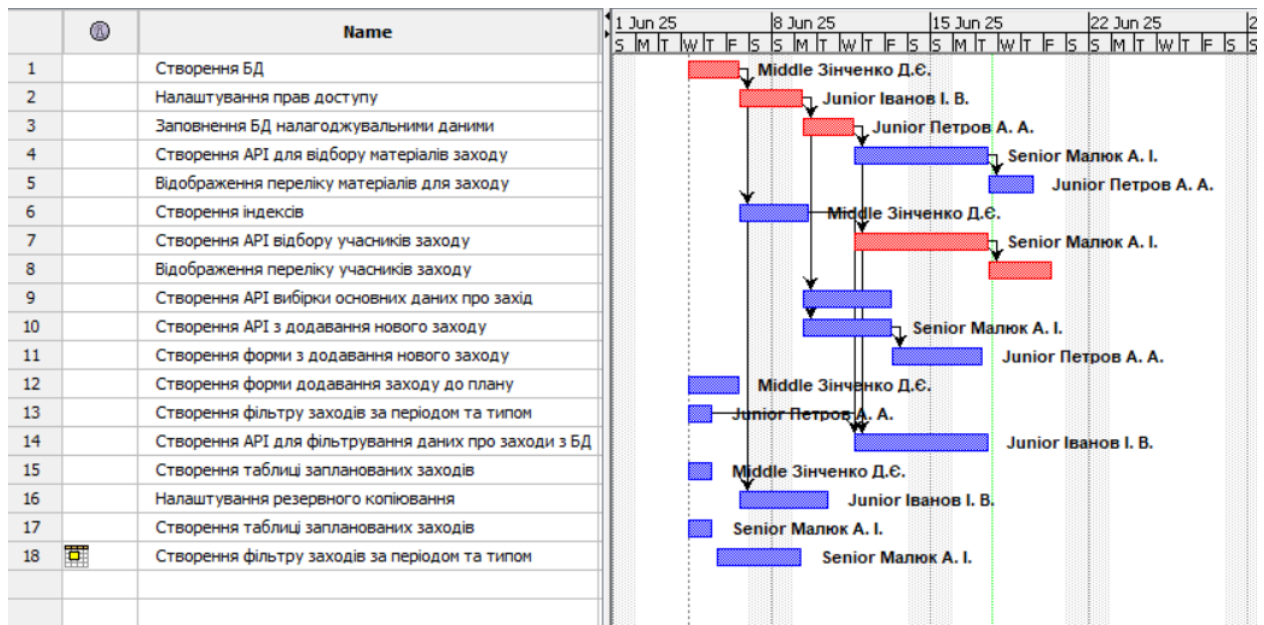 Name
1 Jun 25 8 Jun 25 15 Jun 25 22 Jun 25 2
S M T W T F S S M T W T F S S M T W T F S S M T W T F S S
1 Створення БД Middle Зінченко Д.Є.
2 Налаштування прав доступу Junior Іванов І. В.
3 Заповнення БД налагоджувальними даними Junior Петров А. А.
4 Створення API для відбору матеріалів заходу Senior Малюк А. І.
5 Відображення переліку матеріалів для заходу Junior Петров А. А.
6 Створення індексів Middle Зінченко Д.Є.
7 Створення API відбору учасників заходу Senior Малюк А. І.
8 Відображення переліку учасників заходу
9 Створення API вибірки основних даних про захід
10 Створення API з додавання нового заходу Senior Малюк А. І.
11 Створення форми з додавання нового заходу Junior Петров А. А.
12 Створення форми додавання заходу до плану Middle Зінченко Д.Є.
13 Створення фільтру заходів за періодом та типом Junior Петров А. А.
14 Створення API для фільтрування даних про заходи з БД Junior Іванов І. В.
15 Створення таблиці запланованих заходів Middle Зінченко Д.Є.
16 Налаштування резервного копіювання Junior Іванов І. В.
17 Створення таблиці запланованих заходів Senior Малюк А. І.
18 Створення фільтру заходів за періодом та типом Senior Малюк А. І.